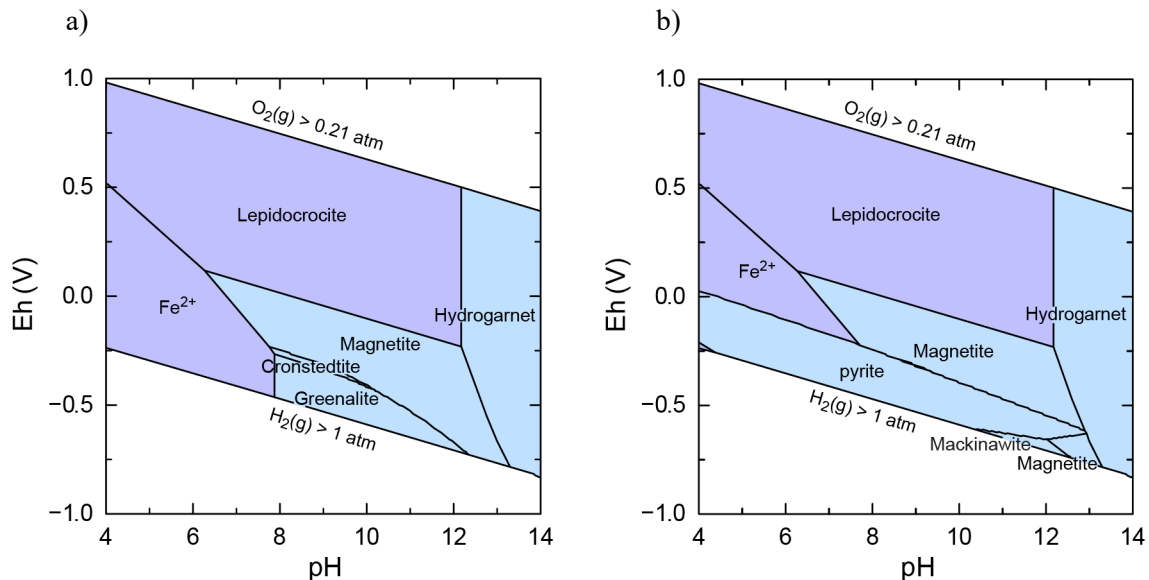 a)
1.0
0.5
0.0
−0.5
−1.0
Eh (V)
4
6
8
10
12
14
pH
O₂(g) > 0.21 atm
Lepidocrocite
Fe²⁺
Hydrogarnet
Magnetite
Cronstedtite
Greenalite
H₂(g) > 1 atm
b)
1.0
0.5
0.0
−0.5
−1.0
Eh (V)
4
6
8
10
12
14
pH
O₂(g) > 0.21 atm
Lepidocrocite
Fe²⁺
Hydrogarnet
Magnetite
pyrite
H₂(g) > 1 atm
Mackinawite
Magnetite